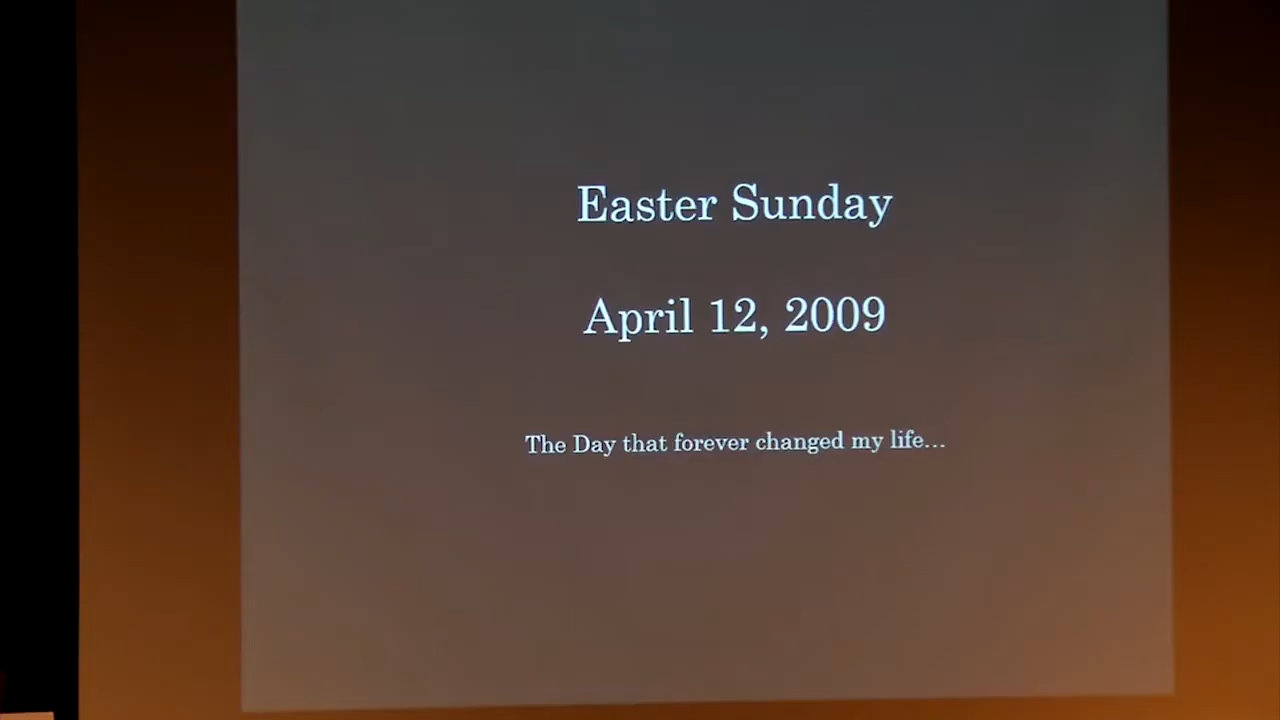 Easter Sunday
April 12, 2009
The Day that forever changed my life...